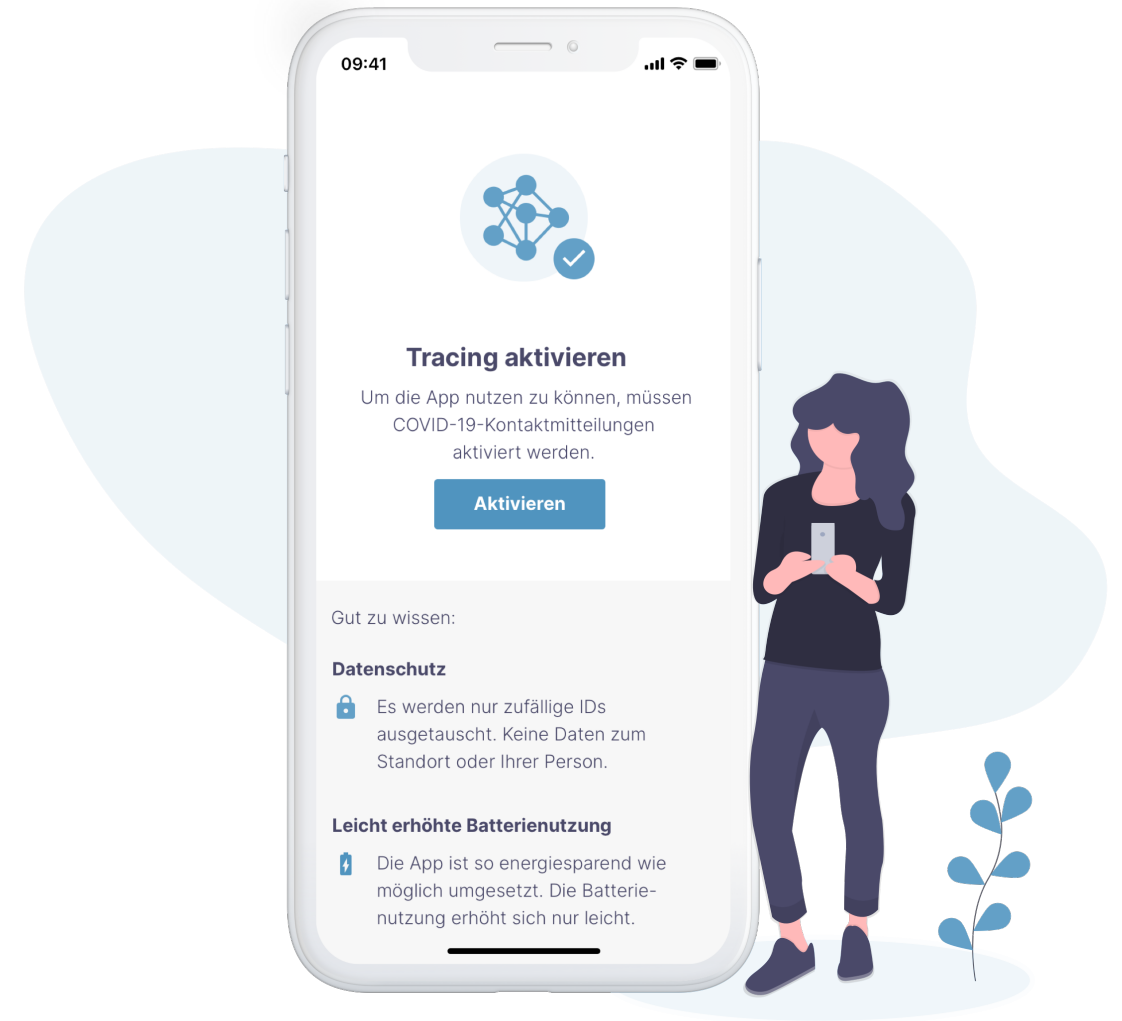 09:41
Tracing aktivieren
Um die App nutzen zu können, müssen
COVID-19-Kontaktmitteilungen
aktiviert werden.
Aktivieren
Gut zu wissen:
Datenschutz
Es werden nur zufällige IDs
ausgetauscht. Keine Daten zum
Standort oder Ihrer Person.
Leicht erhöhte Batterienutzung
Die App ist so energiesparend wie
möglich umgesetzt. Die Batterie-
nutzung erhöht sich nur leicht.